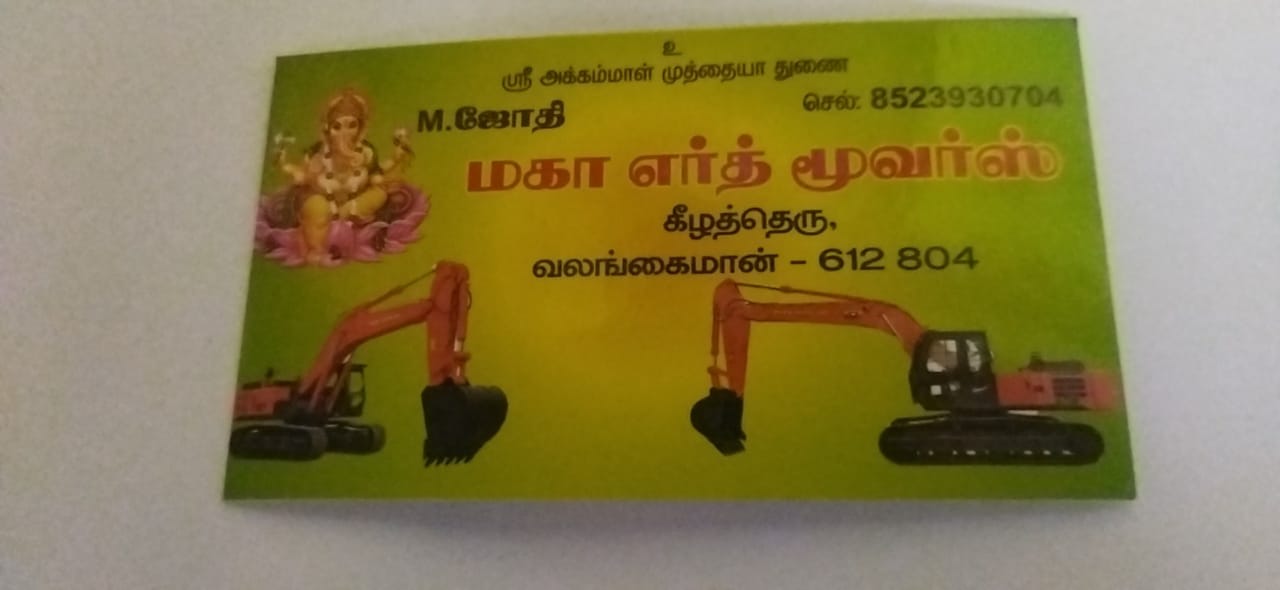 உ
ஸ்ரீ அக்கம்மாள் முத்தையா துணை
M.ஜோதி
செல்: 8523930704
மகா எர்த் மூவர்ஸ்
கீழத்தெரு,
வலங்கைமான் - 612 804